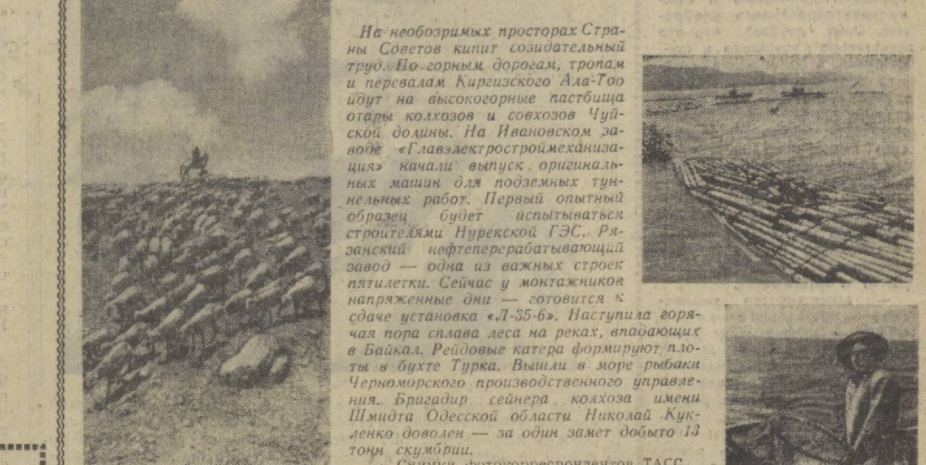 На необозримых просторах Стра-
ны Советов кипит созидательный
труд. По горным дорогам, тропам
и перевалам Киргизского Ала-Тоо
идут на высокогорные пастбища
отары колхозов и совхозов Чуй-
ской долины. На Ивановском за-
воде «Главэлектростроймеханиза-
ция» начали выпуск оригиналь-
ных машин для подземных тун-
нельных работ. Первый опытный
образец будет испытываться
строителями Нурекской ГЭС. Ря-
занский нефтеперерабатывающий
завод — одна из важных строек
пятилетки. Сейчас у монтажников
напряженные дни — готовится к
сдаче установка «Л-35-6». Наступила горя-
чая пора сплава леса на реках, впадающих
в Байкал. Рейдовые катера формируют пло-
ты в бухте Турка. Вышли в море рыбаки
Черноморского производственного управле-
ния. Бригадир сейнера колхоза имени
Шмидта Одесской области Николай Кук-
ленко доволен — за один замет добыто 13
тонн скумбрии.
Снимки фотокорреспондентов ТАСС.